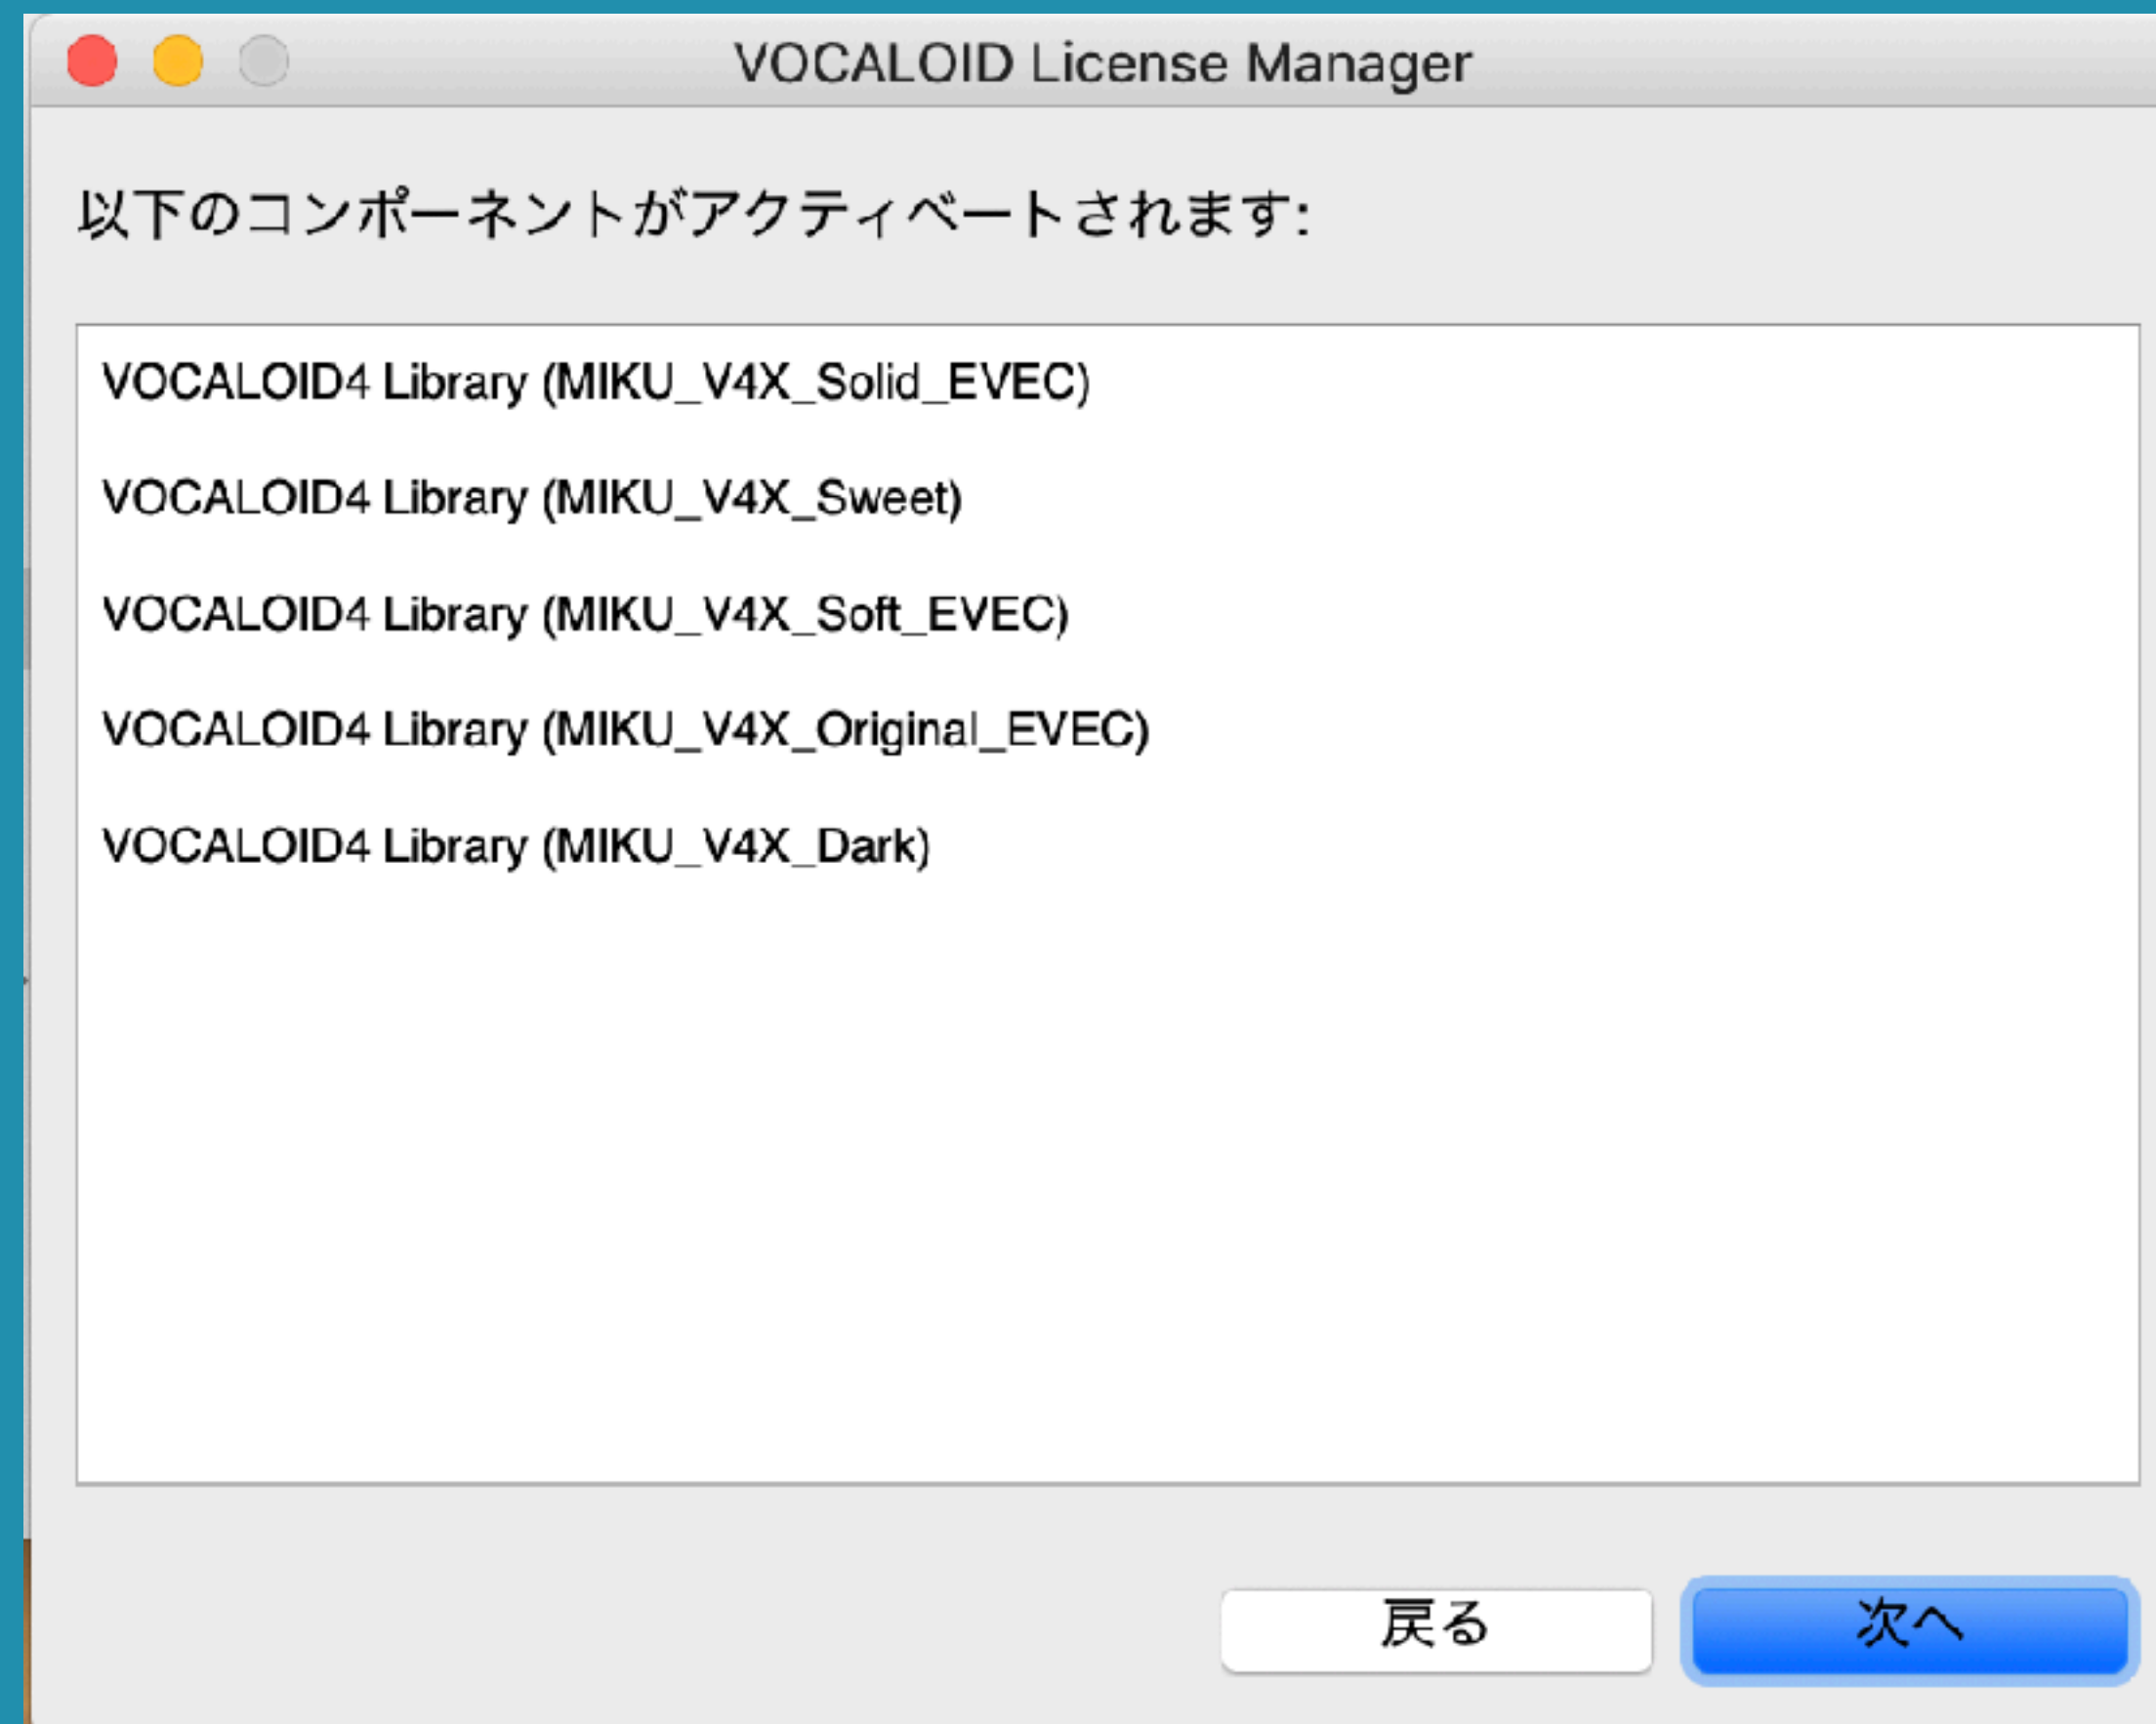 VOCALOID License Manager
以下のコンポーネントがアクティベートされます:
VOCALOID4 Library (MIKU_V4X_Solid_EVEC)
VOCALOID4 Library (MIKU_V4X_Sweet)
VOCALOID4 Library (MIKU_V4X_Soft_EVEC)
VOCALOID4 Library (MIKU_V4X_Original_EVEC)
VOCALOID4 Library (MIKU_V4X_Dark)
戻る
次へ